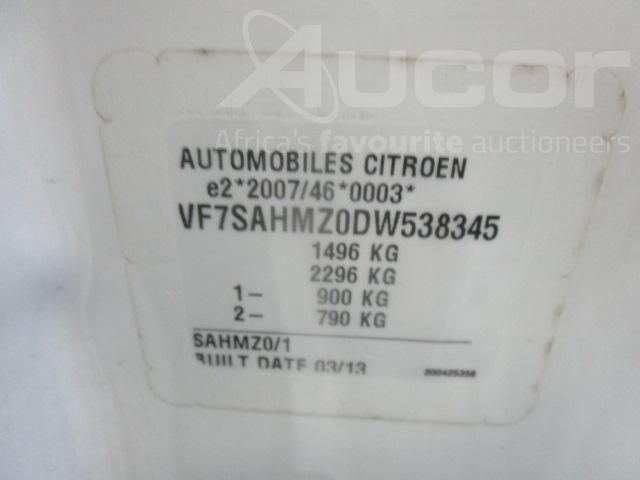 Aucor
Africa's favourite auctioneers
AUTOMOBILES CITROEN
e2*2007/46*0003*
VF7SAHMZ0DW538345
1496 KG
2296 KG
1- 900 KG
2- 790 KG
SAHMZ0/1
BUILT DATE 03/13
200425358